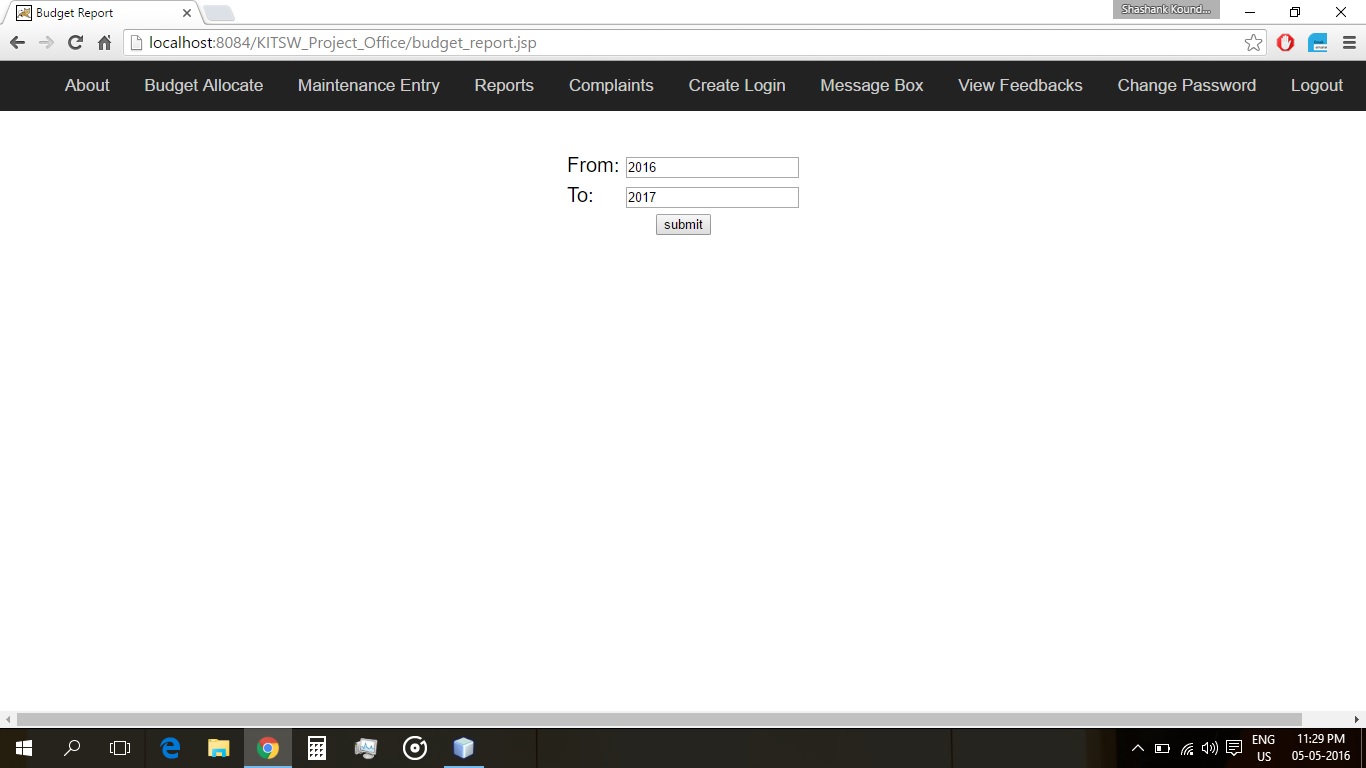 Budget Report
Shashank Kound...
localhost:8084/KITSW_Project_Office/budget_report.jsp
About Budget Allocate Maintenance Entry Reports Complaints Create Login Message Box View Feedbacks Change Password Logout
From: 2016
To: 2017
submit
ENG 11:29 PM
US 05-05-2016